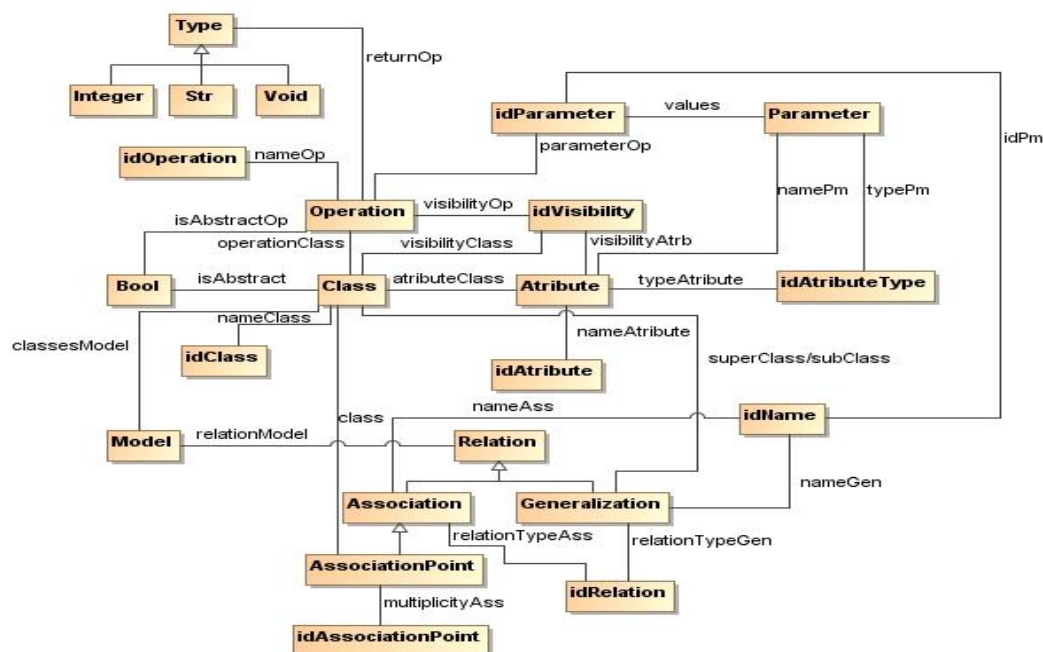 Type
returnOp
Integer
Str
Void
idParameter
values
Parameter
idPm
parameterOp
idOperation
nameOp
namePm
typePm
Operation
visibilityOp
idVisibility
isAbstractOp
operationClass
visibilityClass
visibilityAtrb
Bool
isAbstract
Class
atributeClass
Atribute
typeAtribute
idAtributeType
nameClass
nameAtribute
classesModel
idClass
idAtribute
superClass/subClass
class
nameAss
idName
Model
relationModel
Relation
nameGen
Association
Generalization
relationTypeAss
relationTypeGen
AssociationPoint
idRelation
multiplicityAss
idAssociationPoint